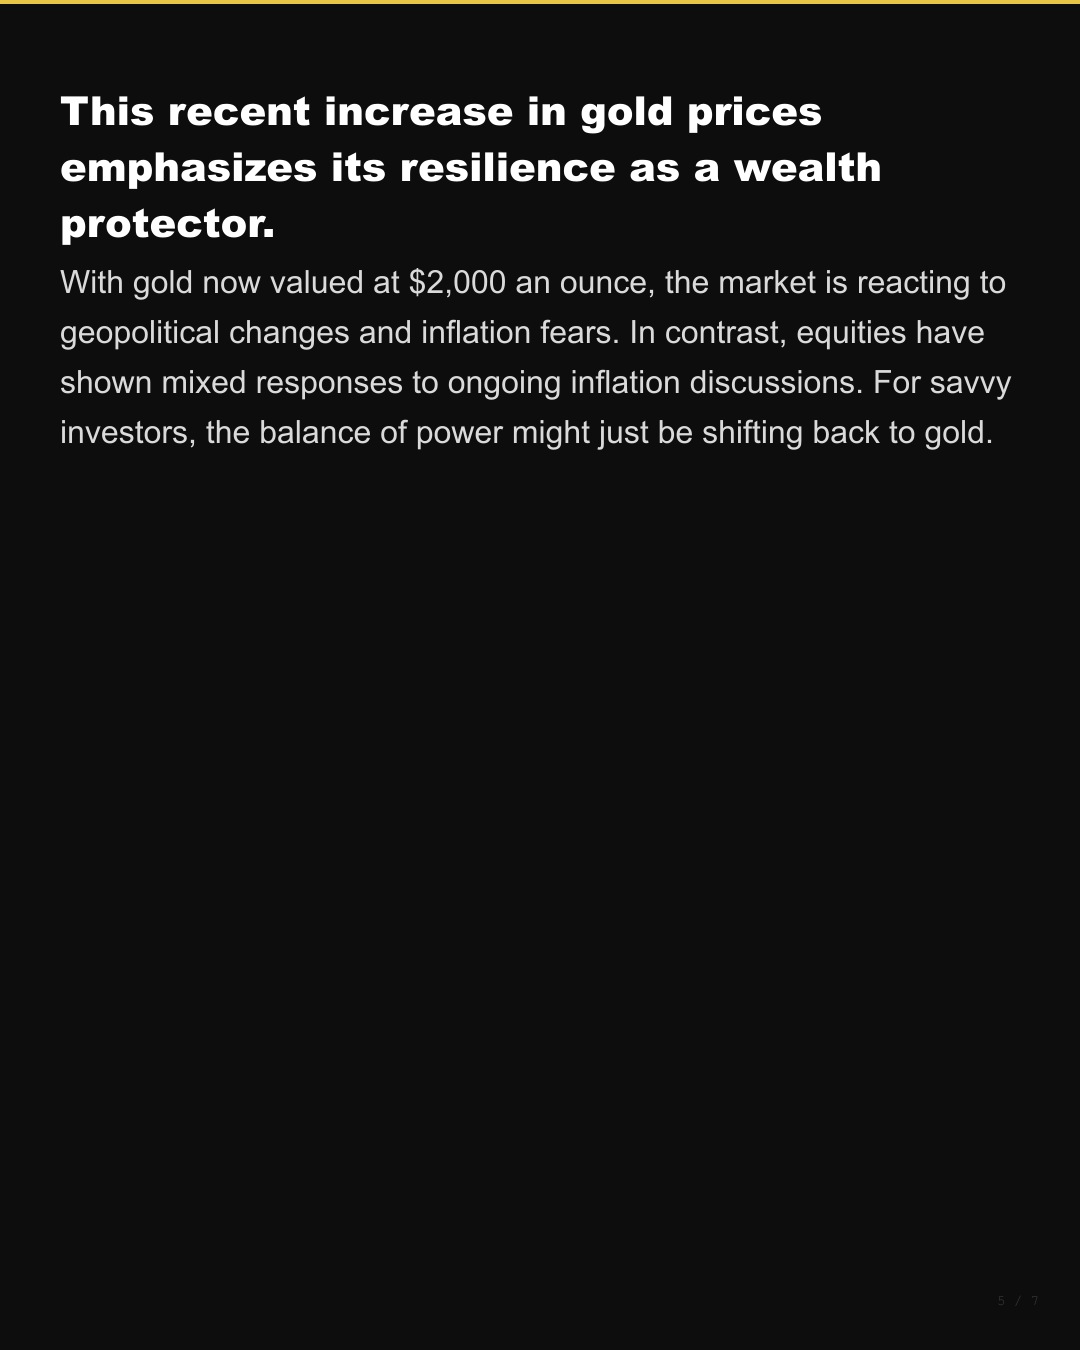 This recent increase in gold prices
emphasizes its resilience as a wealth
protector.
With gold now valued at $2,000 an ounce, the market is reacting to
geopolitical changes and inflation fears. In contrast, equities have
shown mixed responses to ongoing inflation discussions. For savvy
investors, the balance of power might just be shifting back to gold.
5 / 7